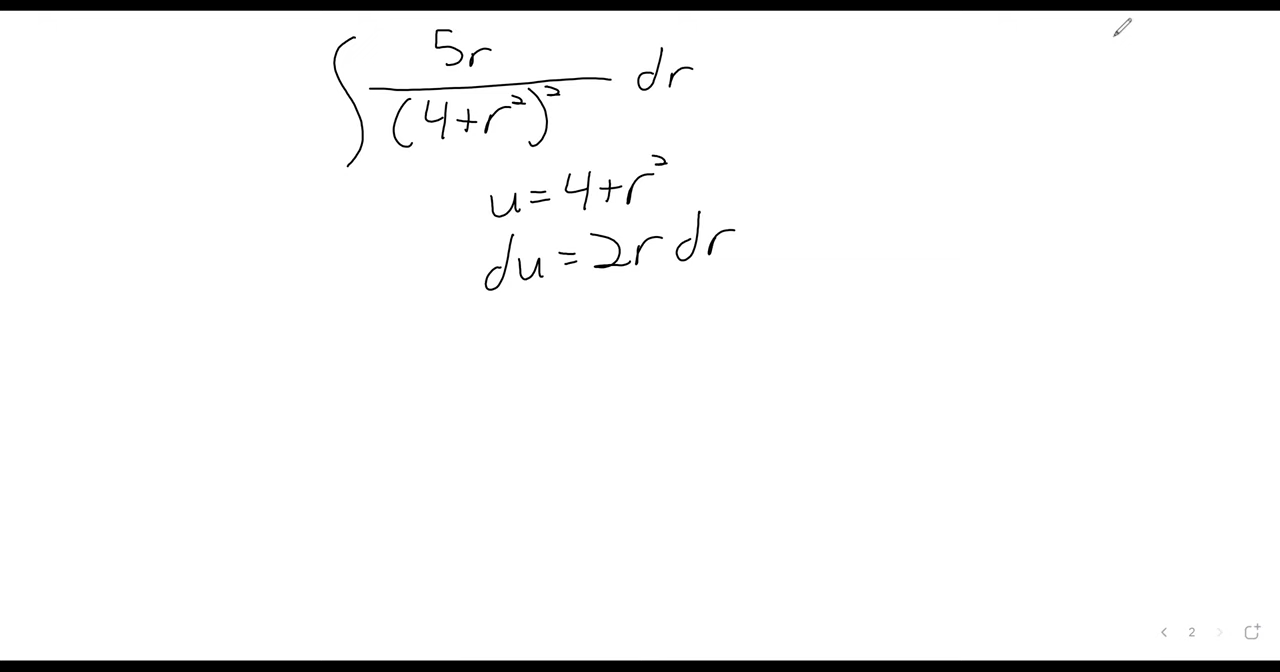 ∫ 5r/(4+r²)² dr
u = 4+r²
du = 2r dr
2